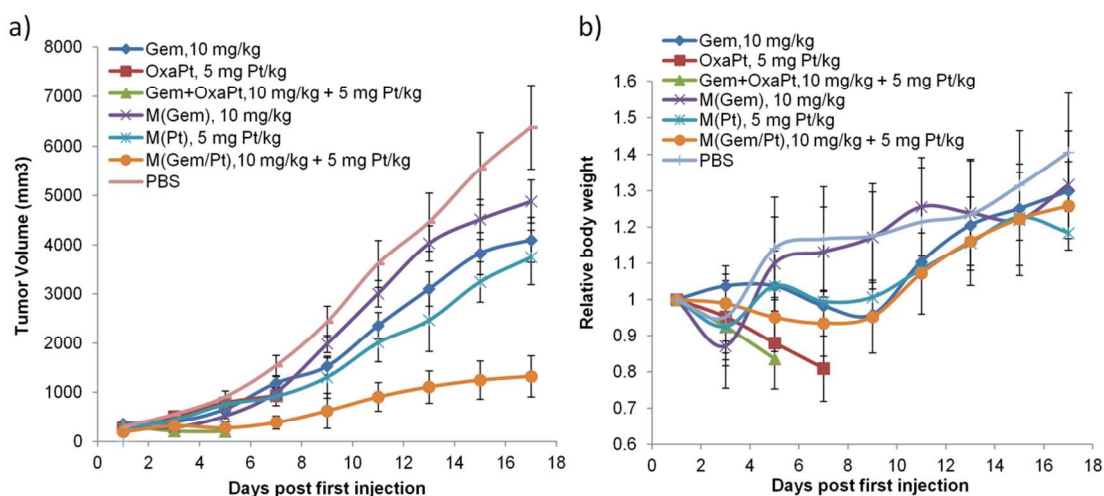 a)
8000
7000
6000
5000
4000
3000
2000
1000
0
Tumor Volume (mm3)
Gem,10 mg/kg
OxaPt, 5 mg Pt/kg
Gem+OxaPt,10 mg/kg + 5 mg Pt/kg
M(Gem), 10 mg/kg
M(Pt), 5 mg Pt/kg
M(Gem/Pt),10 mg/kg + 5 mg Pt/kg
PBS
0 2 4 6 8 10 12 14 16 18
Days post first injection
b)
Gem,10 mg/kg
OxaPt, 5 mg Pt/kg
Gem+OxaPt,10 mg/kg + 5 mg Pt/kg
M(Gem), 10 mg/kg
M(Pt), 5 mg Pt/kg
M(Gem/Pt),10 mg/kg + 5 mg Pt/kg
PBS
1.6
1.5
1.4
1.3
1.2
1.1
1
0.9
0.8
0.7
0.6
Relative body weight
0 2 4 6 8 10 12 14 16 18
Days post first injection